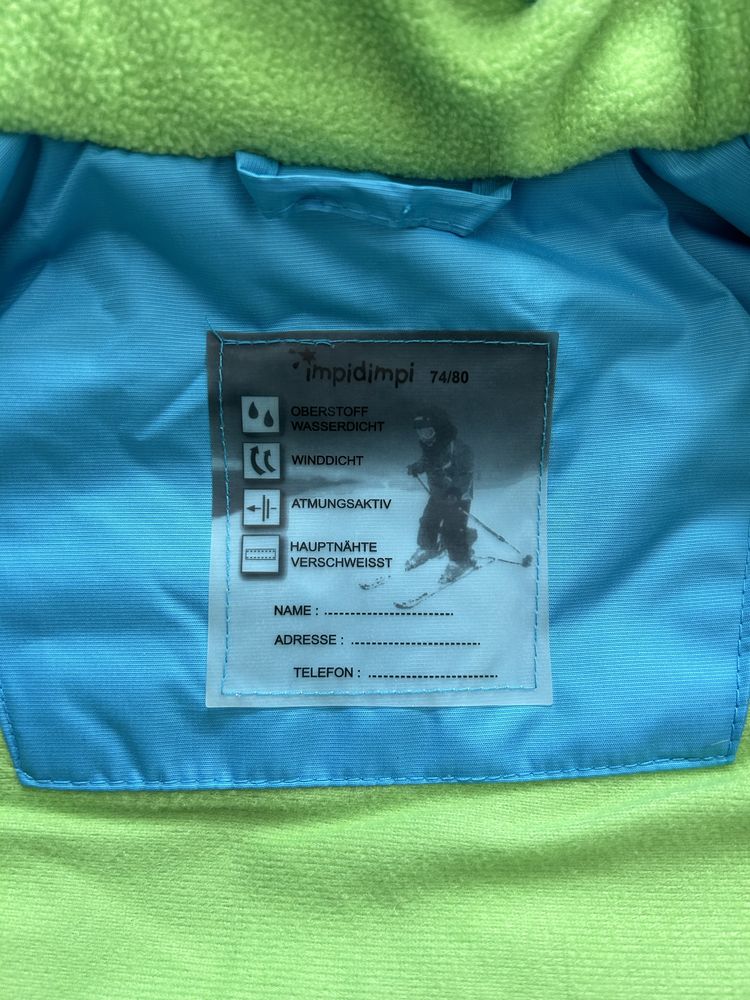 impidimpi 74/80
OBERSTOFF
WASSERDICHT
WINDDICHT
ATMUNGSAKTIV
HAUPTNÄHTE
VERSCHWEISST
NAME : ............................
ADRESSE : ............................
TELEFON : ............................